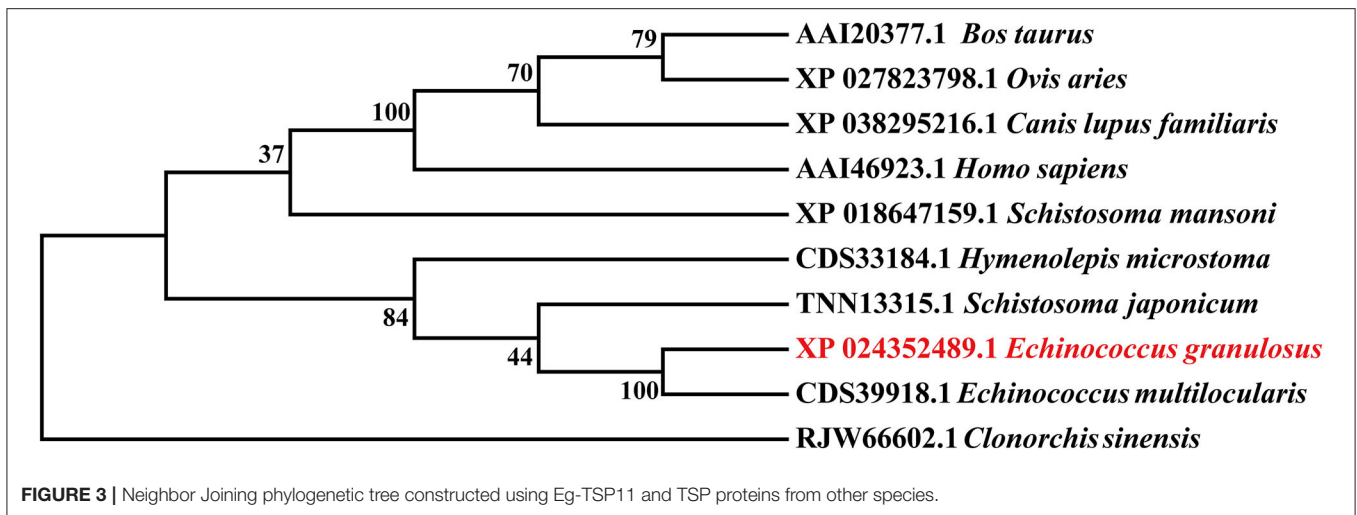 79
AAI20377.1 Bos taurus
XP 027823798.1 Ovis aries
70
XP 038295216.1 Canis lupus familiaris
100
AAI46923.1 Homo sapiens
37
XP 018647159.1 Schistosoma mansoni
CDS33184.1 Hymenolepis microstoma
84
TNN13315.1 Schistosoma japonicum
44
XP 024352489.1 Echinococcus granulosus
100
CDS39918.1 Echinococcus multilocularis
RJW66602.1 Clonorchis sinensis
FIGURE 3 | Neighbor Joining phylogenetic tree constructed using Eg-TSP11 and TSP proteins from other species.